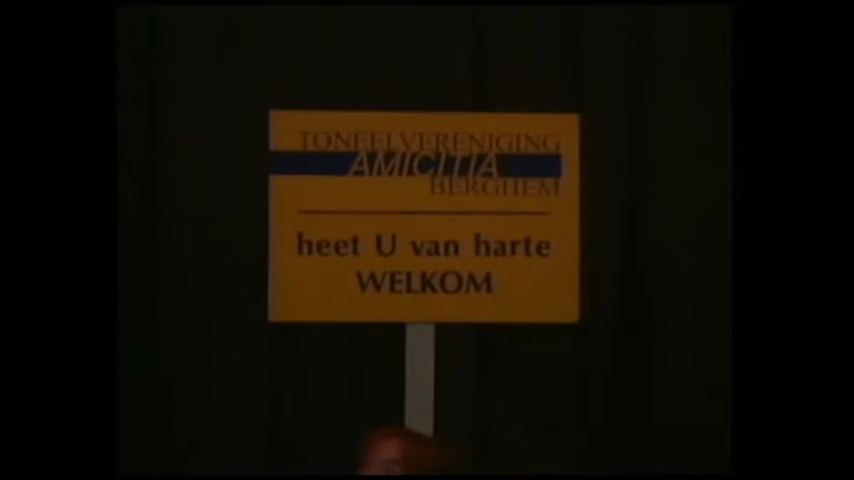 TONEELVERENIGING
AMICITIA
BERGHEM
heet U van harte
WELKOM